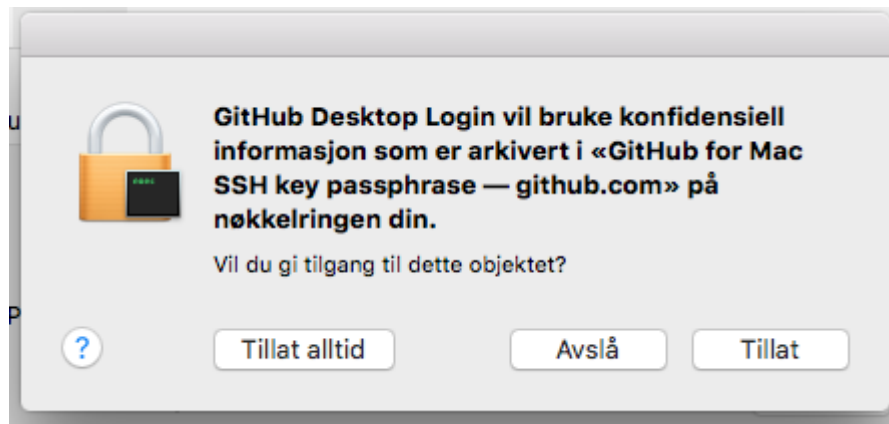 GitHub Desktop Login vil bruke konfidensiell
informasjon som er arkivert i «GitHub for Mac
SSH key passphrase — github.com» på
nøkkelringen din.
Vil du gi tilgang til dette objektet?
?
Tillat alltid
Avslå
Tillat